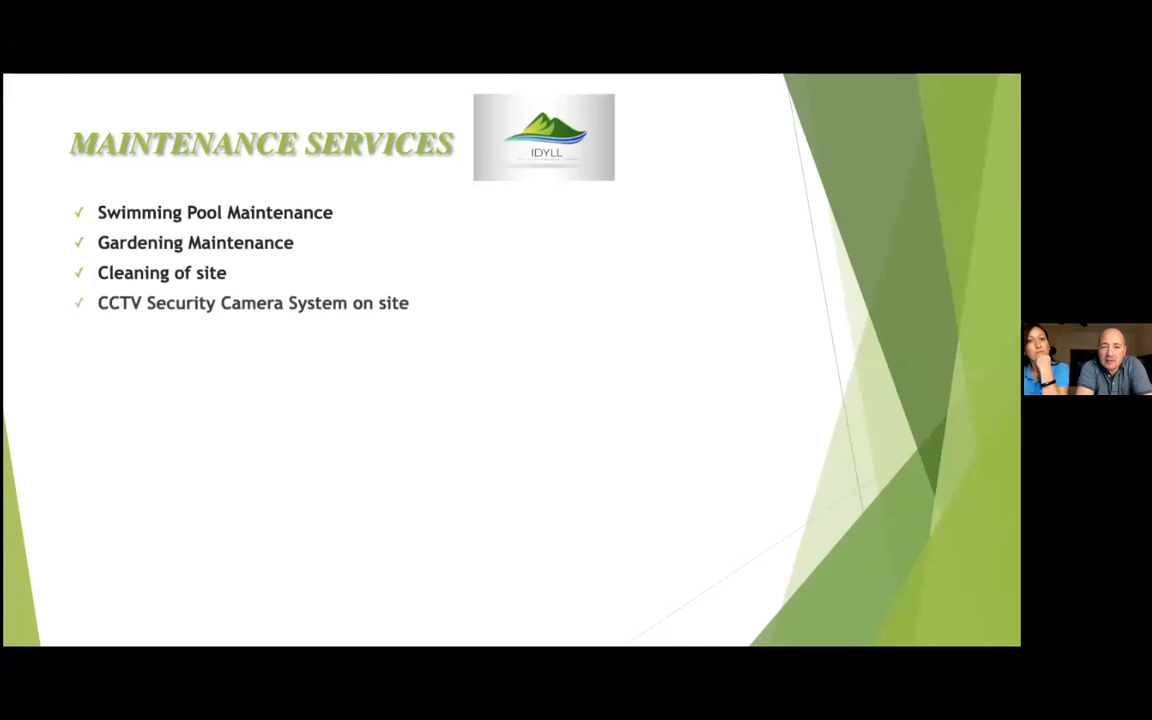 MAINTENANCE SERVICES
IDYLL
Swimming Pool Maintenance
Gardening Maintenance
Cleaning of site
CCTV Security Camera System on site